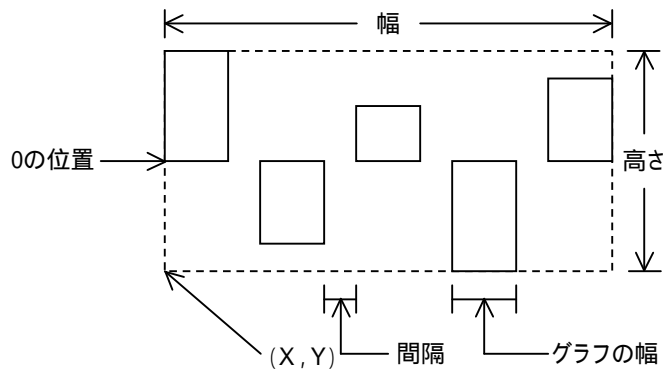 幅
0の位置
高さ
(X,Y)
間隔
グラフの幅